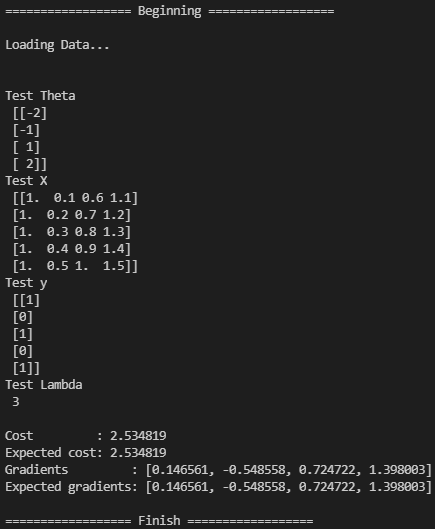 ================== Beginning ==================
Loading Data...
Test Theta
[[-2]
[-1]
[ 1]
[ 2]]
Test X
[[1.  0.1 0.6 1.1]
[1.  0.2 0.7 1.2]
[1.  0.3 0.8 1.3]
[1.  0.4 0.9 1.4]
[1.  0.5 1.  1.5]]
Test y
[[1]
[0]
[1]
[0]
[1]]
Test Lambda
3
Cost         : 2.534819
Expected cost: 2.534819
Gradients         : [0.146561, -0.548558, 0.724722, 1.398003]
Expected gradients: [0.146561, -0.548558, 0.724722, 1.398003]
================== Finish ==================